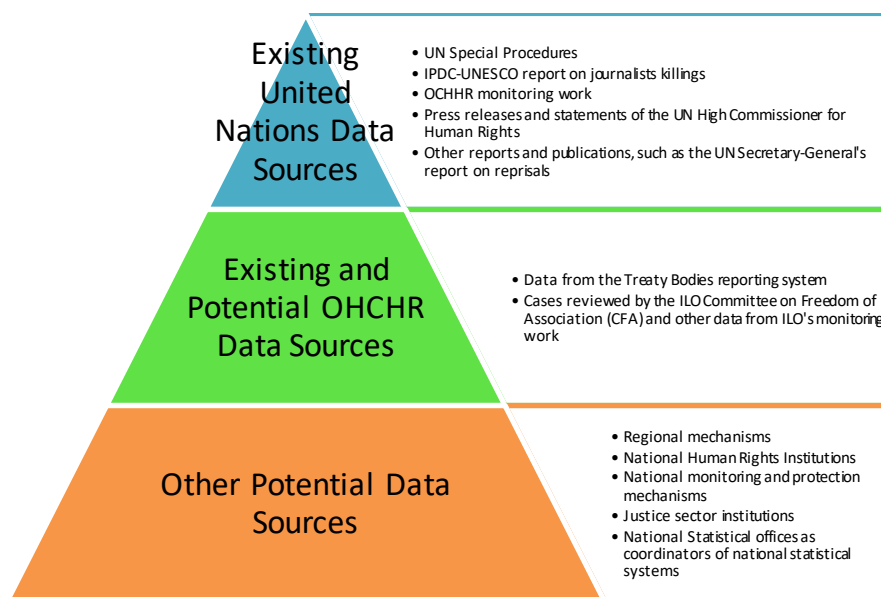 Existing
United
Nations Data
Sources
• UN Special Procedures
• IPDC-UNESCO report on journalists killings
• OCHHR monitoring work
• Press releases and statements of the UN High Commissioner for
Human Rights
• Other reports and publications, such as the UN Secretary-General's
report on reprisals
Existing and
Potential OHCHR
Data Sources
• Data from the Treaty Bodies reporting system
• Cases reviewed by the ILO Committee on Freedom of
Association (CFA) and other data from ILO's monitoring
work
Other Potential Data
Sources
• Regional mechanisms
• National Human Rights Institutions
• National monitoring and protection
mechanisms
• Justice sector institutions
• National Statistical offices as
coordinators of national statistical
systems